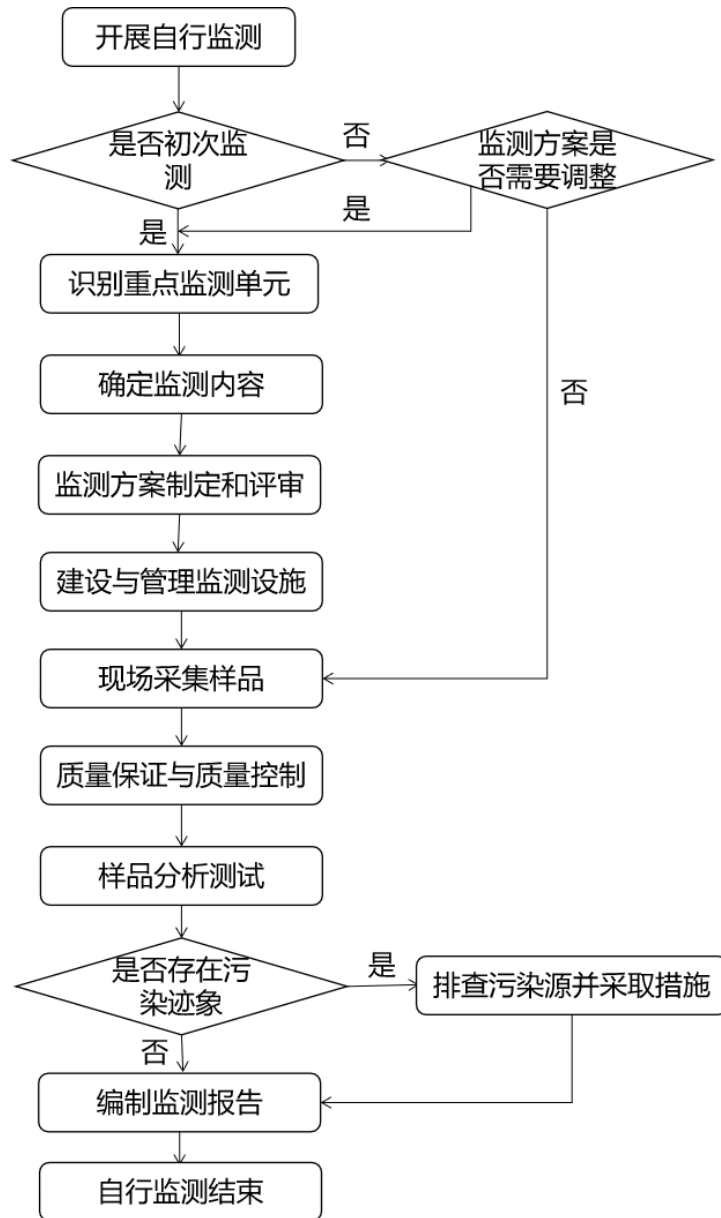 开展自行监测
是否初次监
测
否
监测方案是
否需要调整
是
是
识别重点监测单元
确定监测内容
否
监测方案制定和评审
建设与管理监测设施
现场采集样品
质量保证与质量控制
样品分析测试
是否存在污
染迹象
是
排查污染源并采取措施
否
编制监测报告
自行监测结束